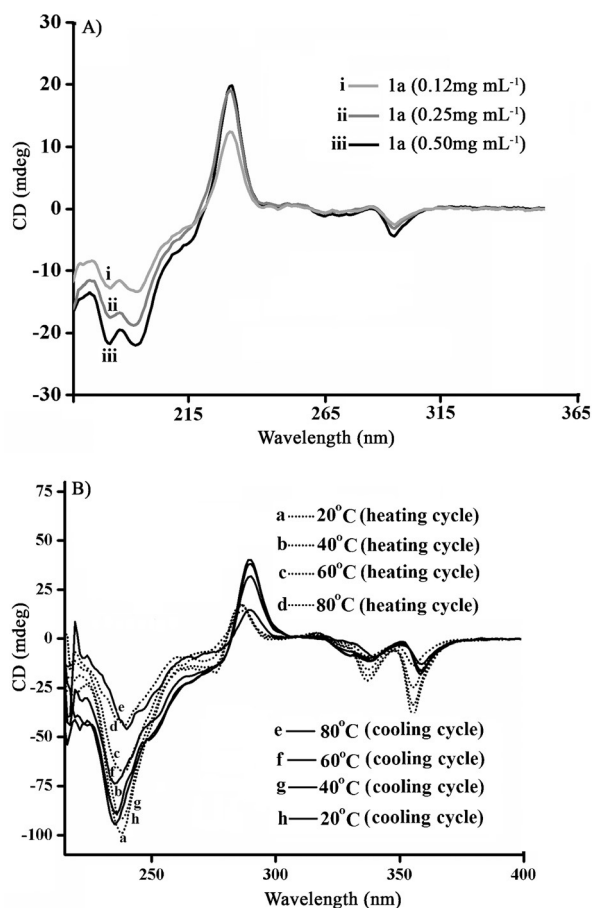 A)
i 1a (0.12mg mL⁻¹)
ii 1a (0.25mg mL⁻¹)
iii 1a (0.50mg mL⁻¹)
30
20
10
0
-10
-20
-30
CD (mdeg)
i
ii
iii
215 265 315 365
Wavelength (nm)
B)
a 20°C (heating cycle)
b 40°C (heating cycle)
c 60°C (heating cycle)
d 80°C (heating cycle)
75
50
25
0
-25
-50
-75
-100
CD (mdeg)
e
d
c
f
b
g
h
a
e 80°C (cooling cycle)
f 60°C (cooling cycle)
g 40°C (cooling cycle)
h 20°C (cooling cycle)
250 300 350 400
Wavelength (nm)